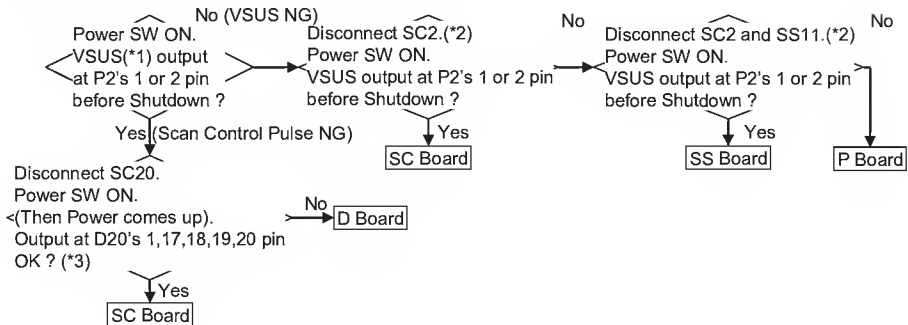 Power SW ON.
VSUS(*1) output
at P2's 1 or 2 pin
before Shutdown ?
No (VSUS NG)
Disconnect SC2.(*2)
Power SW ON.
VSUS output at P2's 1 or 2 pin
before Shutdown ?
No
Disconnect SC2 and SS11.(*2)
Power SW ON.
VSUS output at P2's 1 or 2 pin
before Shutdown ?
No
Yes (Scan Control Pulse NG)
Yes
SC Board
Yes
SS Board
P Board
Disconnect SC20.
Power SW ON.
(Then Power comes up).
Output at D20's 1,17,18,19,20 pin
OK ? (*3)
No
D Board
Yes
SC Board